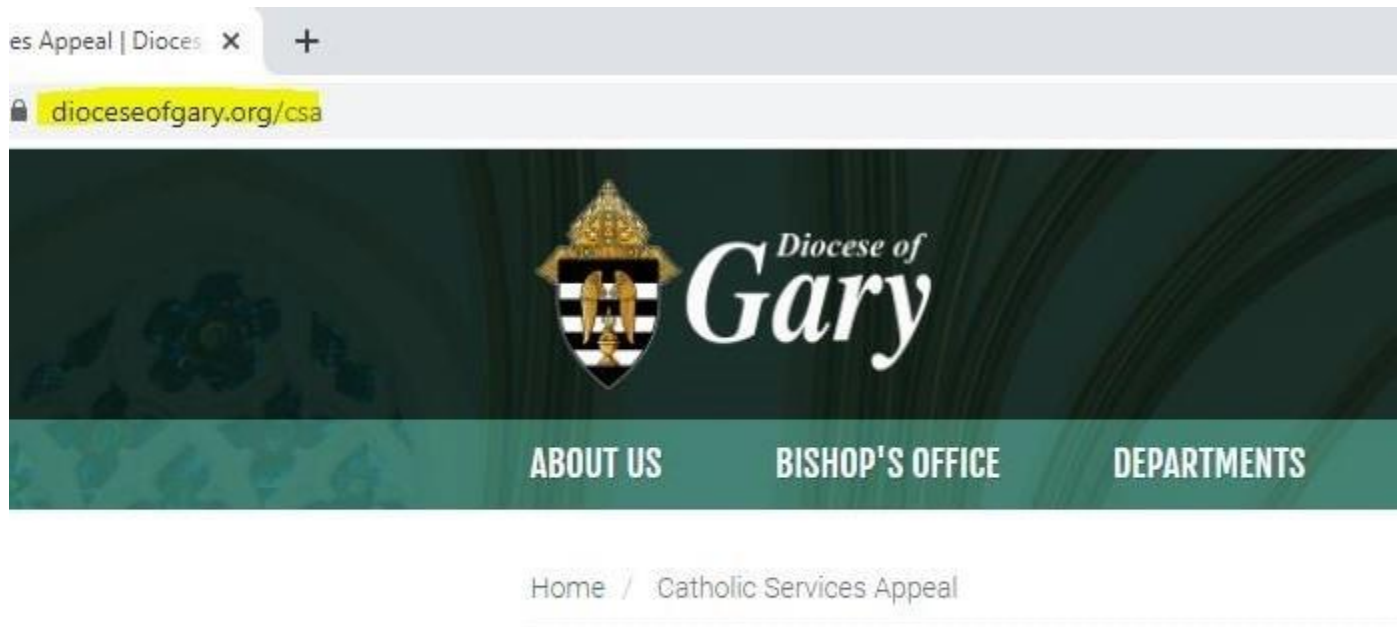 es Appeal | Dioces × +
dioceseofgary.org/csa
Diocese of
Gary
ABOUT US BISHOP'S OFFICE DEPARTMENTS
Home / Catholic Services Appeal